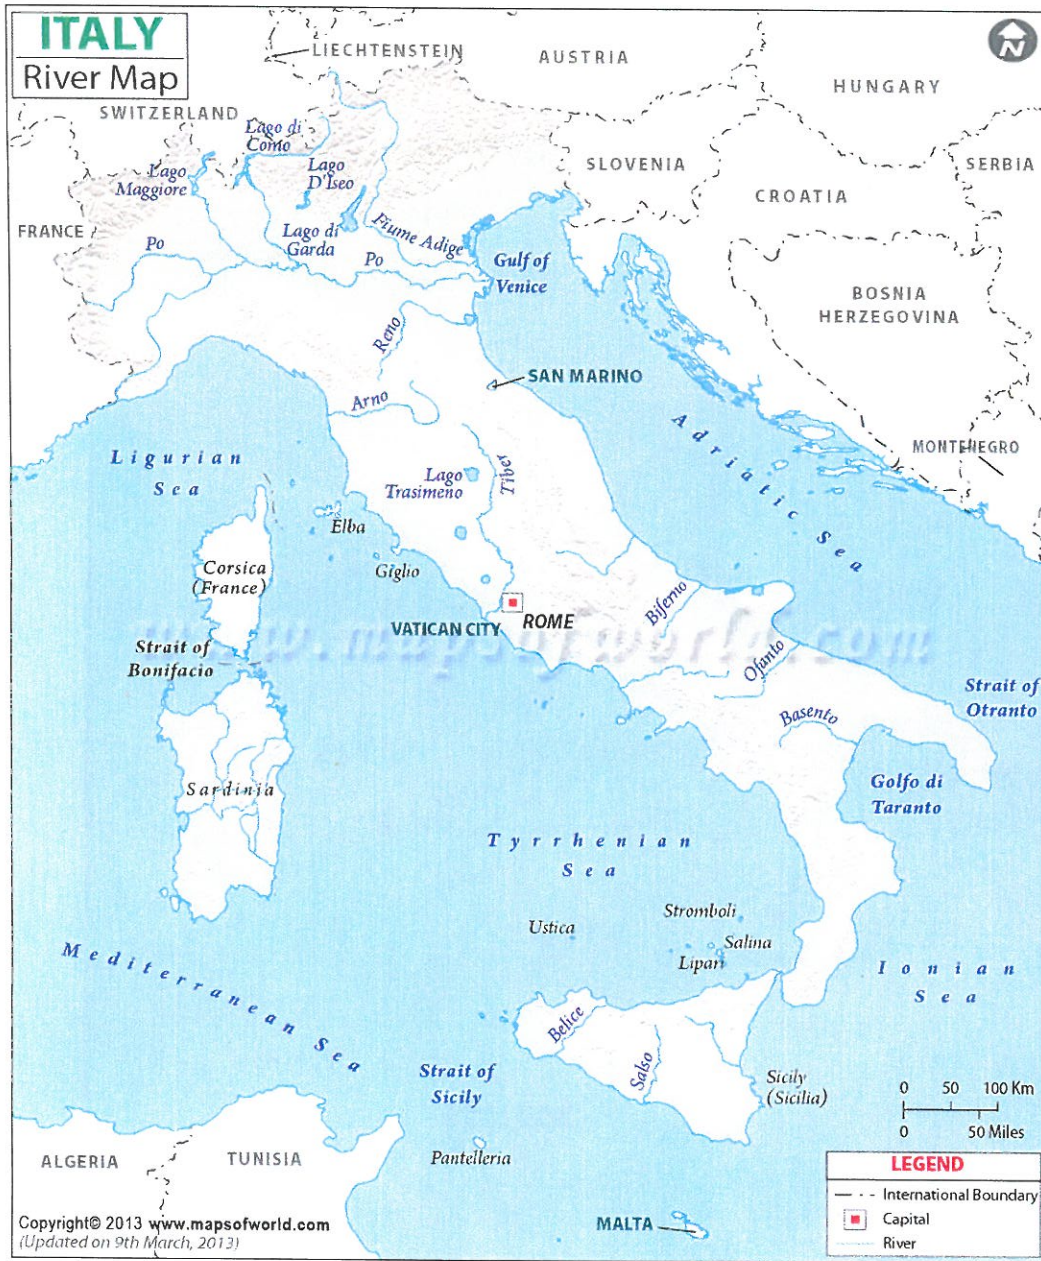 ITALY
River Map
LIECHTENSTEIN
AUSTRIA
HUNGARY
SWITZERLAND
Lago di
Como
SLOVENIA
SERBIA
Lago
Maggiore
Lago
D'Iseo
CROATIA
FRANCE
Po
Lago di
Garda
Fiume Adige
Po
Gulf of
Venice
BOSNIA
HERZEGOVINA
Reno
SAN MARINO
Arno
Adriatic Sea
MONTENEGRO
Ligurian
Sea
Lago
Trasimeno
Tiber
Elba
Corsica
(France)
Giglio
Biferno
VATICAN CITY
ROME
www.mapsofworld.com
Strait of
Bonifacio
Ofanto
Strait of
Otranto
Basento
Sardinia
Golfo di
Taranto
Tyrrhenian
Sea
Stromboli
Ustica
Salina
Lipari
Mediterranean Sea
Ionian
Sea
Belice
Salso
Strait of
Sicily
Sicily
(Sicilia)
0 50 100 Km
0 50 Miles
ALGERIA
TUNISIA
Pantelleria
MALTA
LEGEND
International Boundary
Capital
River
Copyright© 2013 www.mapsofworld.com
(Updated on 9th March, 2013)
N